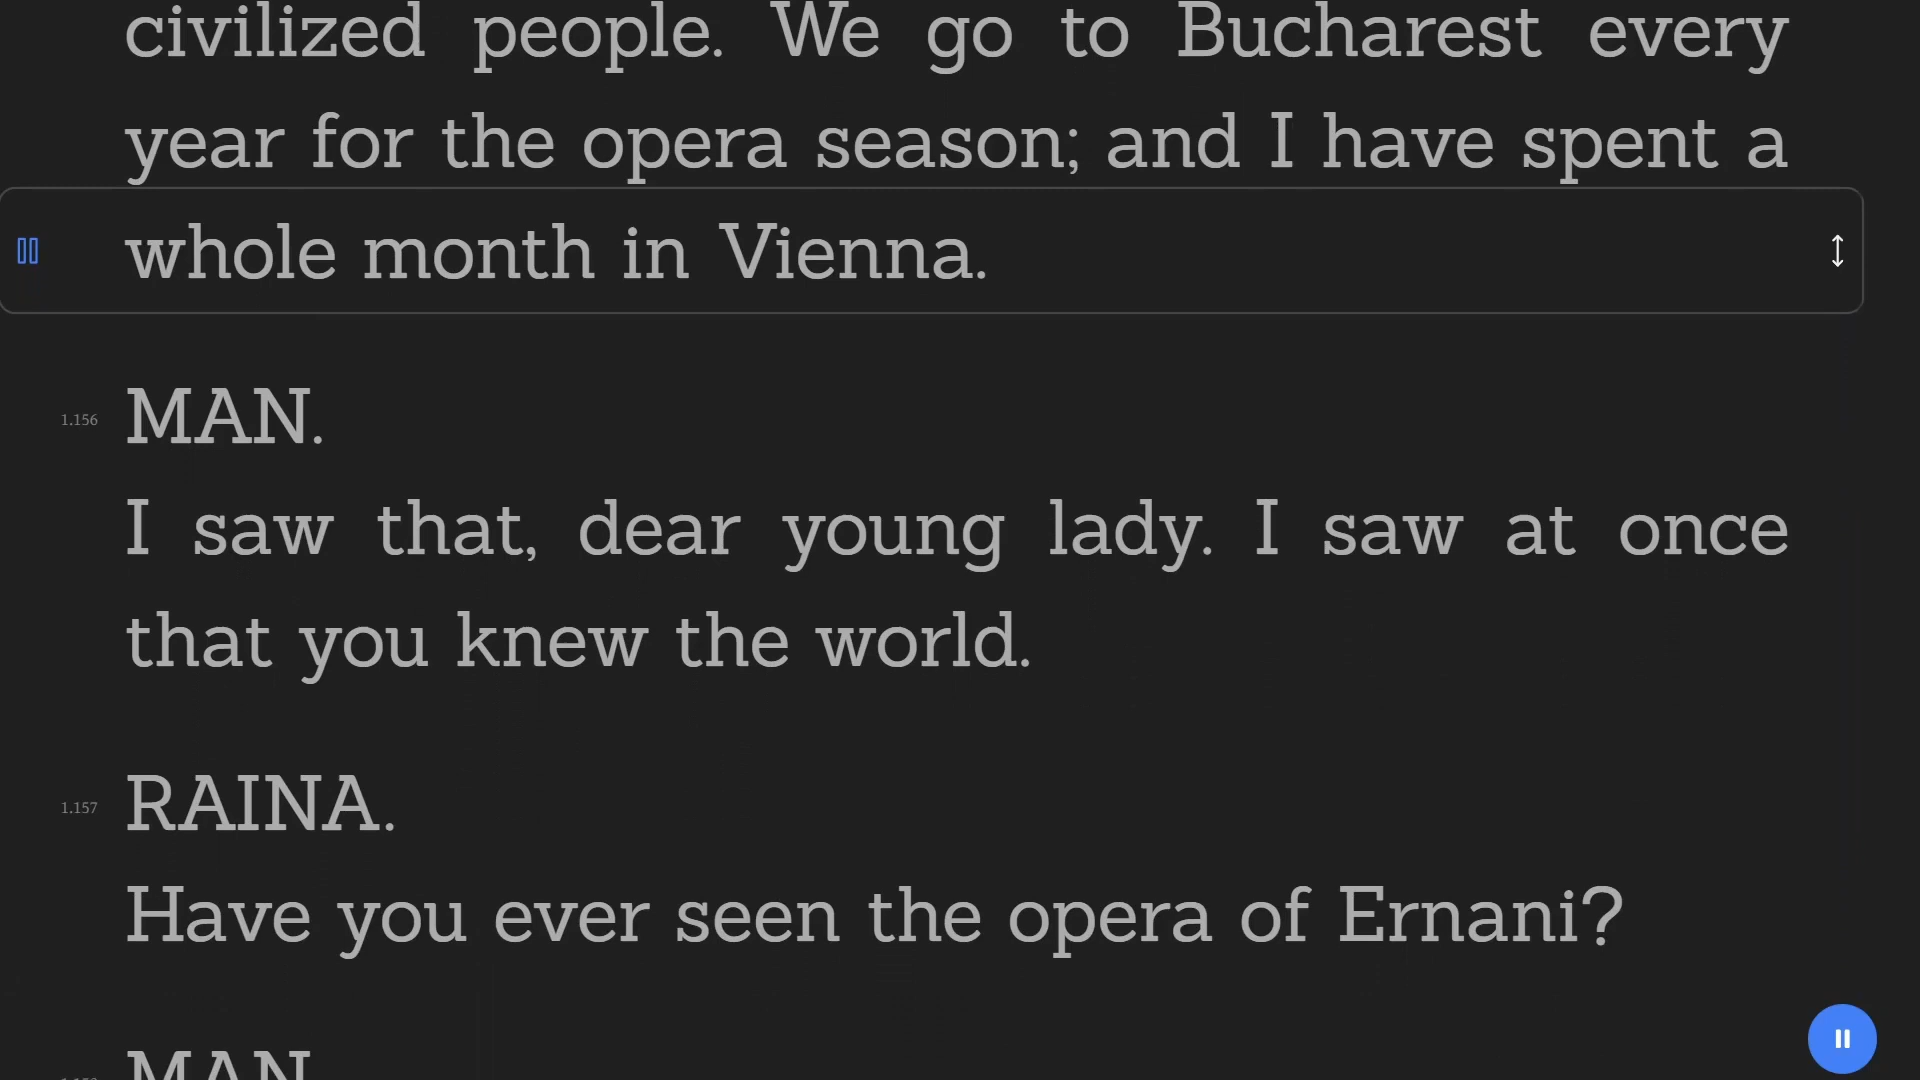 civilized people. We go to Bucharest every
year for the opera season; and I have spent a
whole month in Vienna.
1.156 MAN.
I saw that, dear young lady. I saw at once
that you knew the world.
1.157 RAINA.
Have you ever seen the opera of Ernani?
MAN